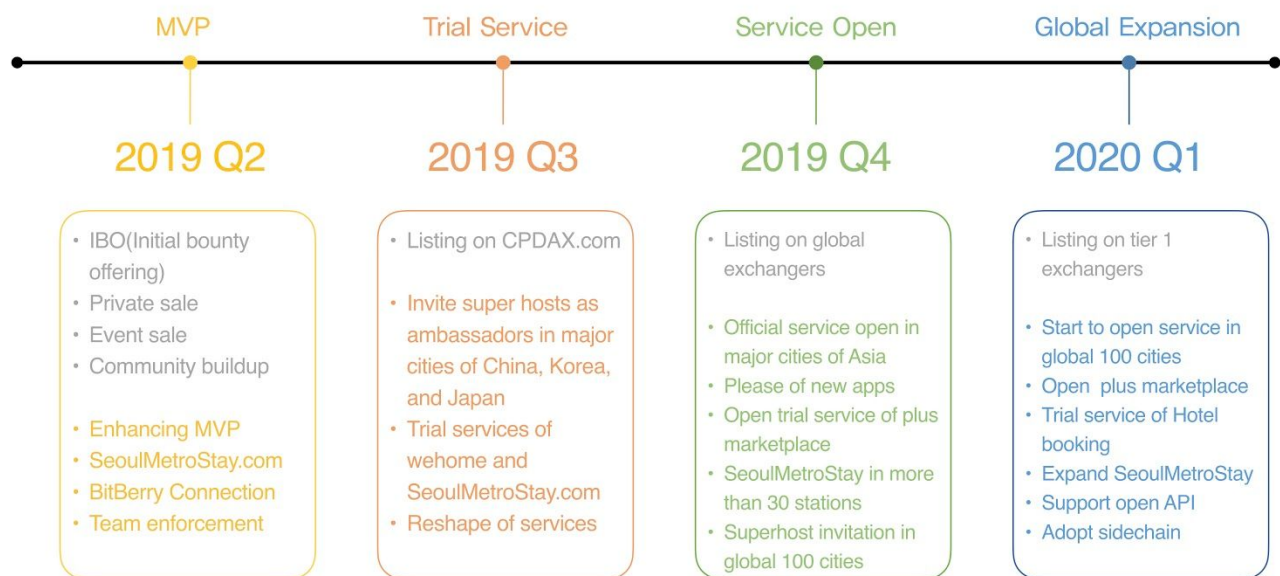 MVP
Trial Service
Service Open
Global Expansion
2019 Q2
2019 Q3
2019 Q4
2020 Q1
• IBO(Initial bounty
offering)
• Private sale
• Event sale
• Community buildup
• Enhancing MVP
• SeoulMetroStay.com
• BitBerry Connection
• Team enforcement
• Listing on CPDAX.com
• Invite super hosts as
ambassadors in major
cities of China, Korea,
and Japan
• Trial services of
wehome and
SeoulMetroStay.com
• Reshape of services
• Listing on global
exchangers
• Official service open in
major cities of Asia
• Please of new apps
• Open trial service of plus
marketplace
• SeoulMetroStay in more
than 30 stations
• Superhost invitation in
global 100 cities
• Listing on tier 1
exchangers
• Start to open service in
global 100 cities
• Open plus marketplace
• Trial service of Hotel
booking
• Expand SeoulMetroStay
• Support open API
• Adopt sidechain